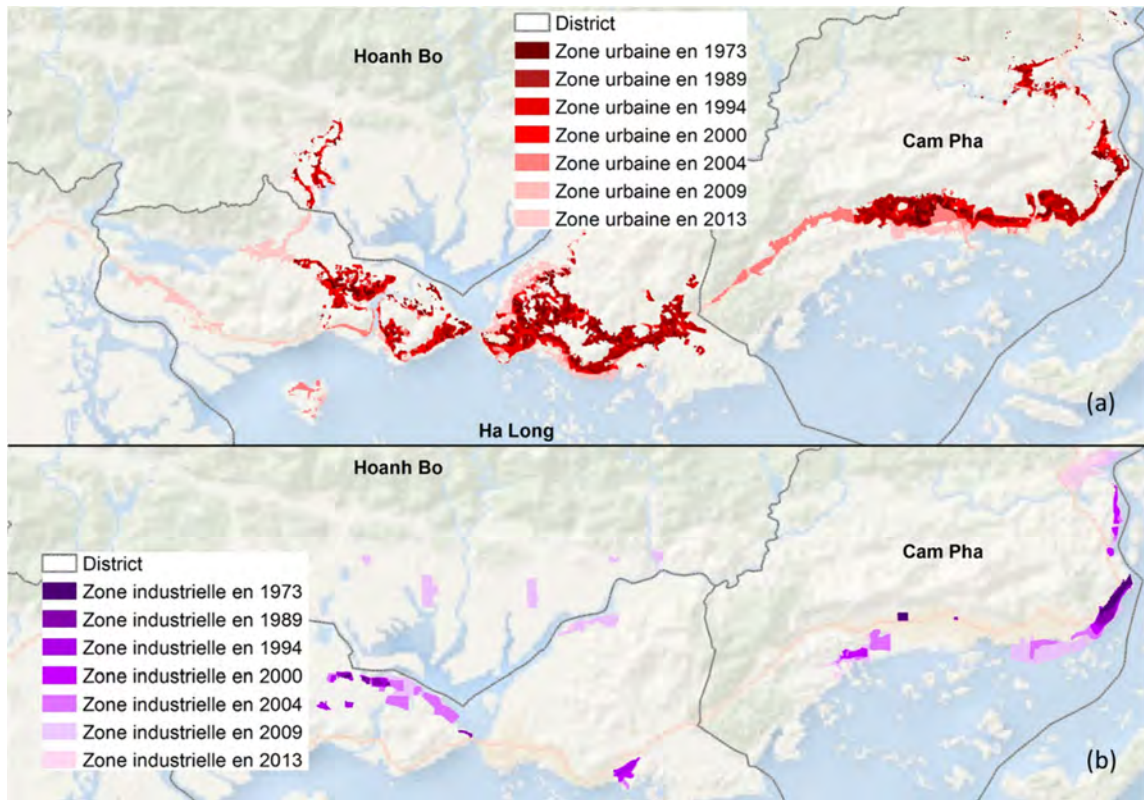 District
Zone urbaine en 1973
Zone urbaine en 1989
Zone urbaine en 1994
Zone urbaine en 2000
Zone urbaine en 2004
Zone urbaine en 2009
Zone urbaine en 2013
Hoanh Bo
Cam Pha
(a)
Ha Long
Hoanh Bo
Cam Pha
District
Zone industrielle en 1973
Zone industrielle en 1989
Zone industrielle en 1994
Zone industrielle en 2000
Zone industrielle en 2004
Zone industrielle en 2009
Zone industrielle en 2013
(b)